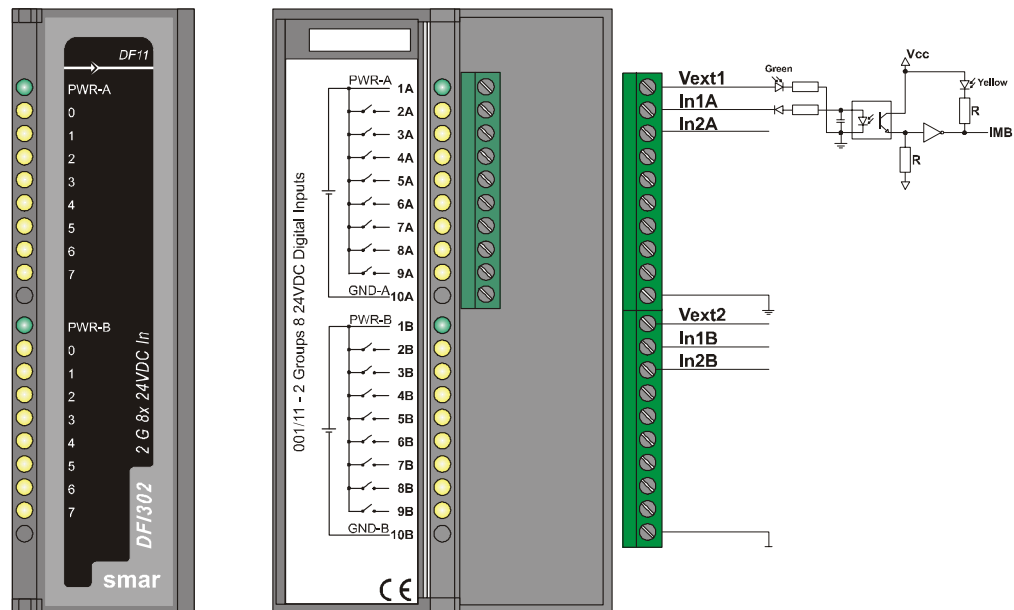 DF11
PWR-A
0
1
2
3
4
5
6
7
PWR-B
0
1
2
3
4
5
6
7
2 G 8x 24VDC In
DFI302
smar
001/11 - 2 Groups 8 24VDC Digital Inputs
PWR-A
1A
2A
3A
4A
5A
6A
7A
8A
9A
GND-A
10A
PWR-B
1B
2B
3B
4B
5B
6B
7B
8B
9B
GND-B
10B
CE
Vext1
In1A
In2A
Vext2
In1B
In2B
Green
Vcc
Yellow
R
IMB
R